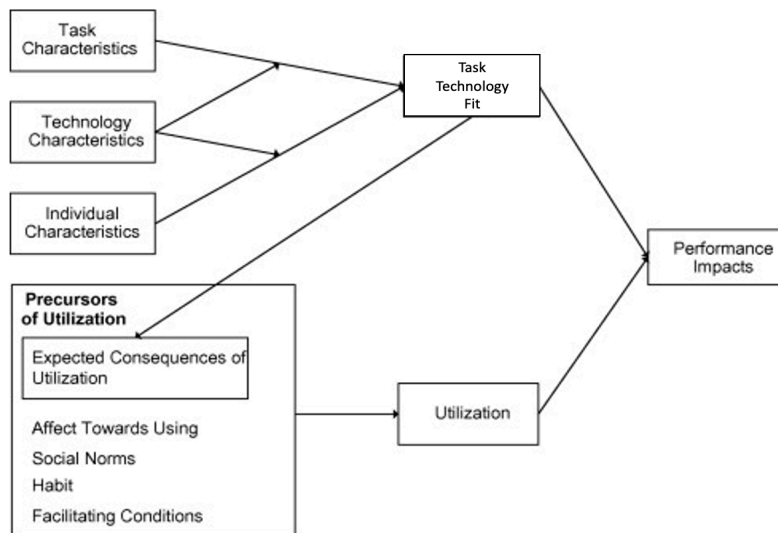 Task
Characteristics
Technology
Characteristics
Individual
Characteristics
Task
Technology
Fit
Performance
Impacts
Precursors
of Utilization
Expected Consequences of
Utilization
Affect Towards Using
Social Norms
Habit
Facilitating Conditions
Utilization